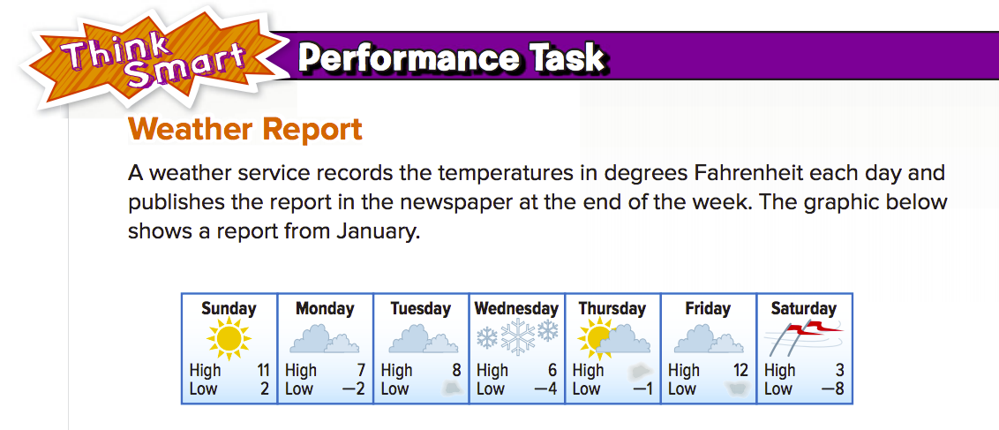 Think Smart Performance Task
Weather Report
A weather service records the temperatures in degrees Fahrenheit each day and
publishes the report in the newspaper at the end of the week. The graphic below
shows a report from January.
Sunday Monday Tuesday Wednesday Thursday Friday Saturday
High 11 High 7 High 8 High 6 High High 12 High 3
Low 2 Low −2 Low Low −4 Low −1 Low Low −8